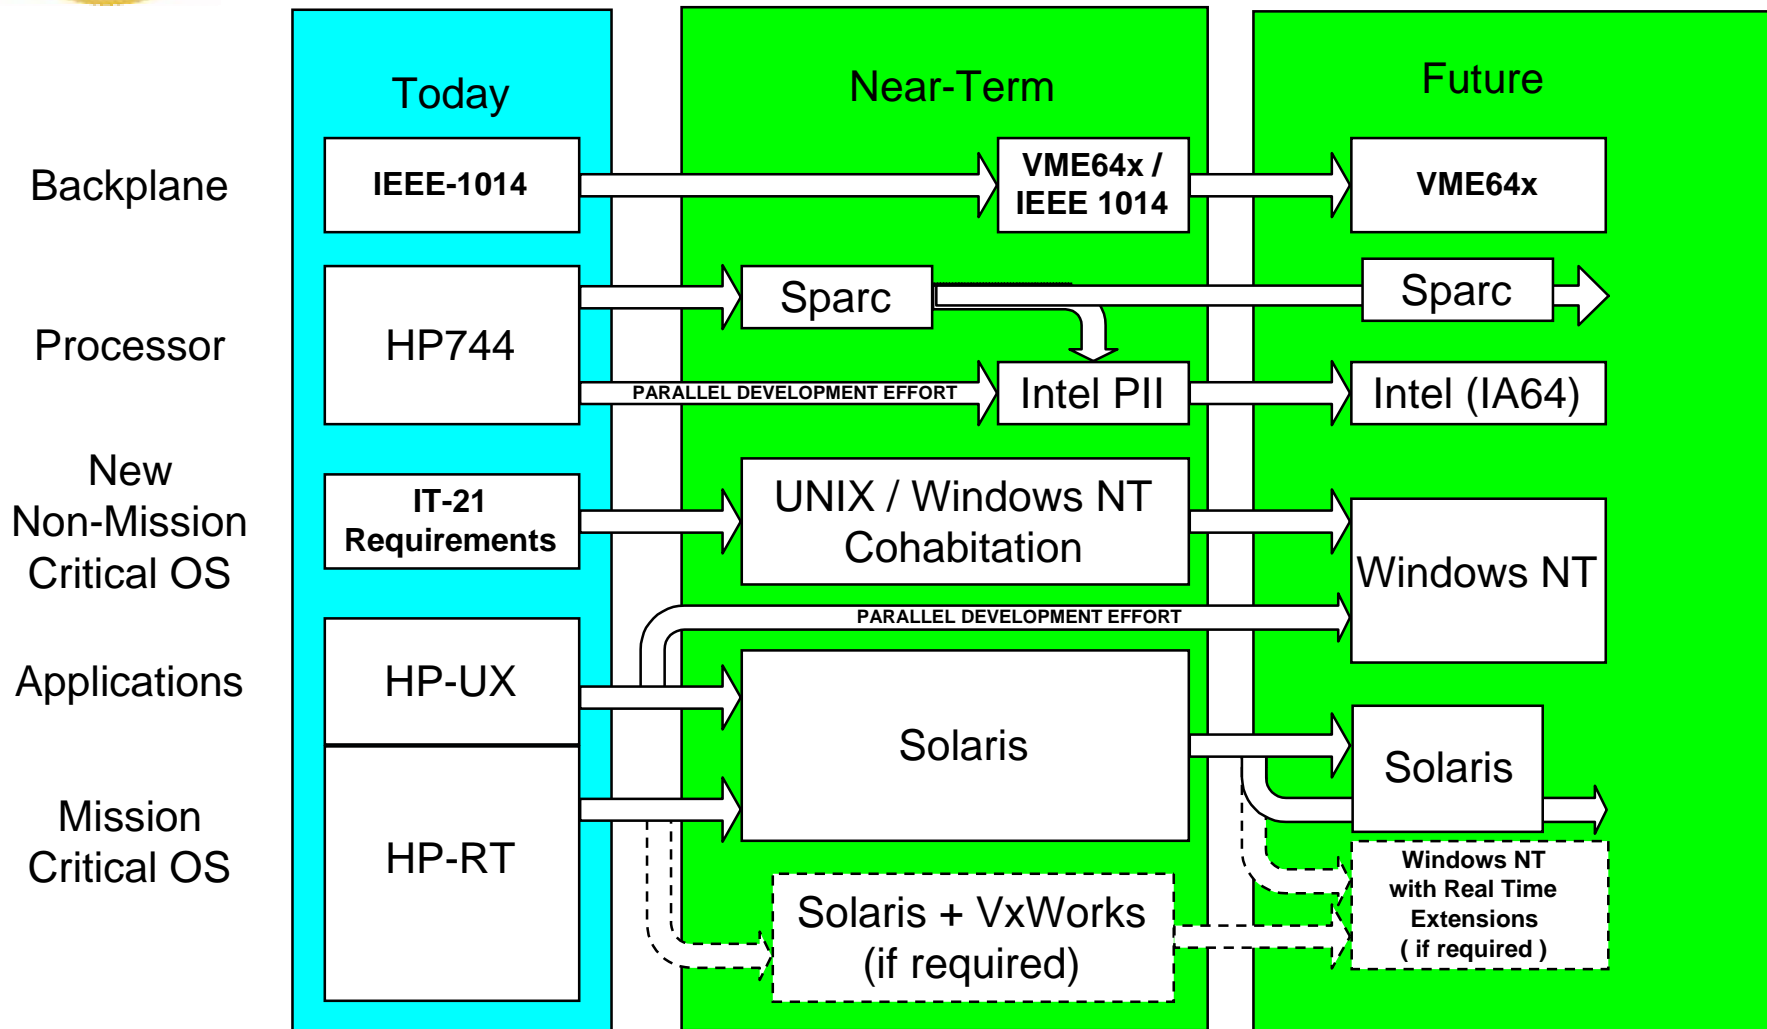 Today
Near-Term
Future
Backplane
IEEE-1014
VME64x /
IEEE 1014
VME64x
Processor
HP744
Sparc
Sparc
PARALLEL DEVELOPMENT EFFORT
Intel PII
Intel (IA64)
New
Non-Mission
Critical OS
IT-21
Requirements
UNIX / Windows NT
Cohabitation
Windows NT
PARALLEL DEVELOPMENT EFFORT
Applications
HP-UX
Solaris
Solaris
Mission
Critical OS
HP-RT
Solaris + VxWorks
(if required)
Windows NT
with Real Time
Extensions
( if required )